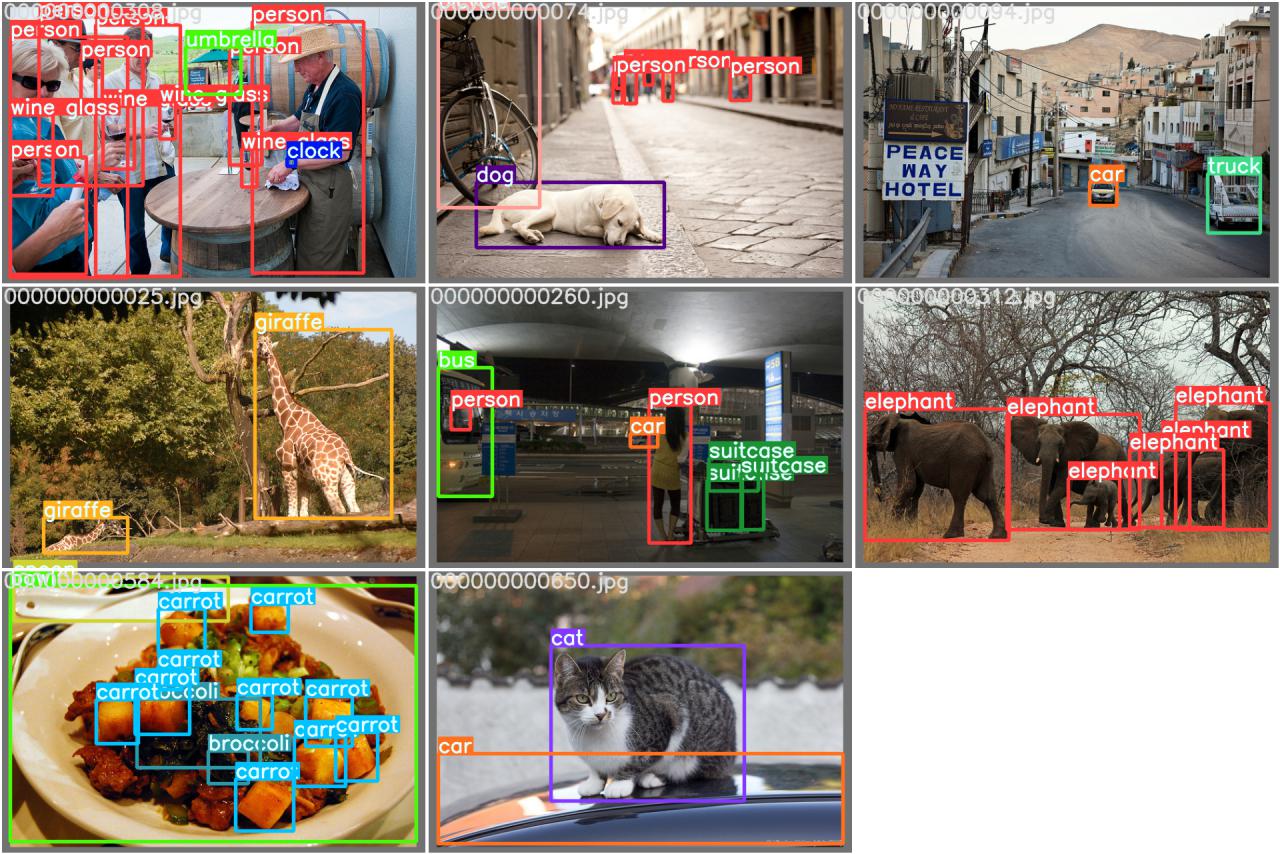 000000000308.jpg
person
person
person
person
umbrella
person
person
wine glass
wine
wine glass
person
wine glass
clock
000000000074.jpg
person
person
dog
000000000094.jpg
PEACE
WAY
HOTEL
car
truck
000000000025.jpg
giraffe
giraffe
000000000260.jpg
bus
person
person
car
suitcase
suitcase
suitcase
000000000312.jpg
elephant
elephant
elephant
elephant
elephant
elephant
000000000584.jpg
carrot
carrot
carrot
carrot
carrot
broccoli
carrot
carrot
carrot
carrot
broccoli
carrot
000000000650.jpg
cat
car